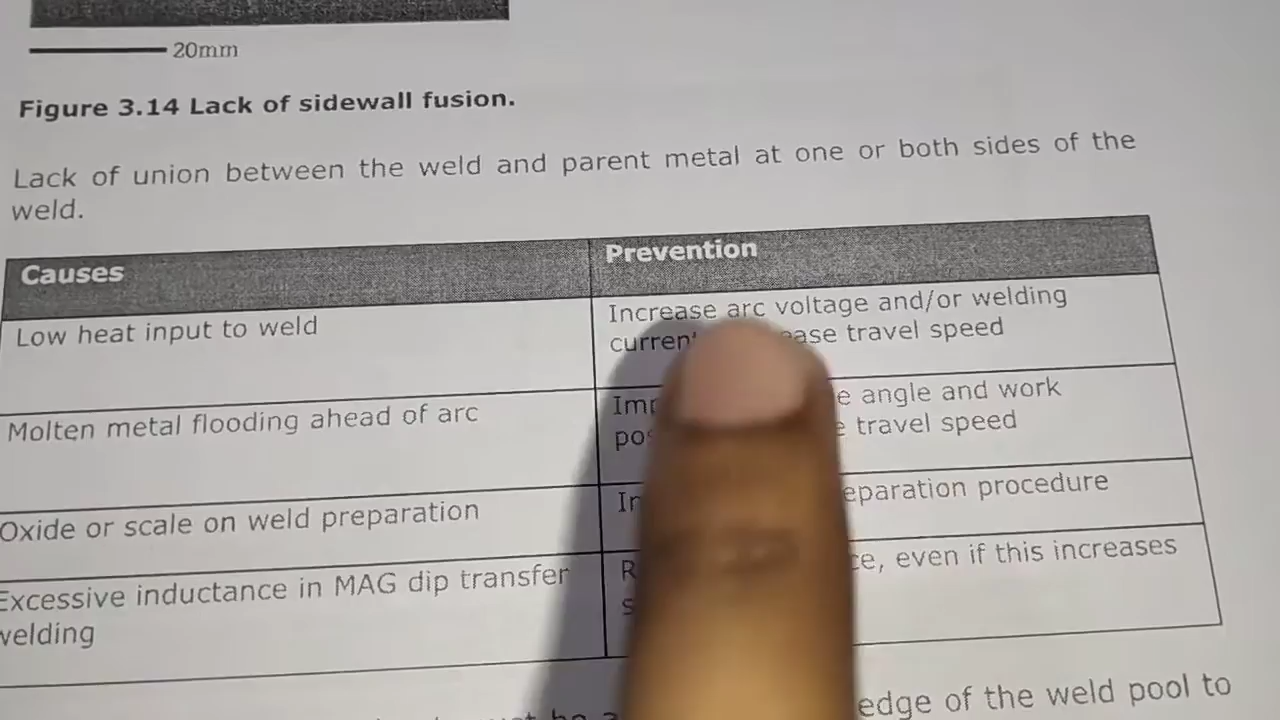 20mm
Figure 3.14 Lack of sidewall fusion.
Lack of union between the weld and parent metal at one or both sides of the
weld.
Causes
Prevention
Low heat input to weld
Increase arc voltage and/or welding
travel speed
Molten metal flooding ahead of arc
angle and work
travel speed
Oxide or scale on weld preparation
procedure
Excessive inductance in MAG dip transfer
welding
even if this increases
edge of the weld pool to